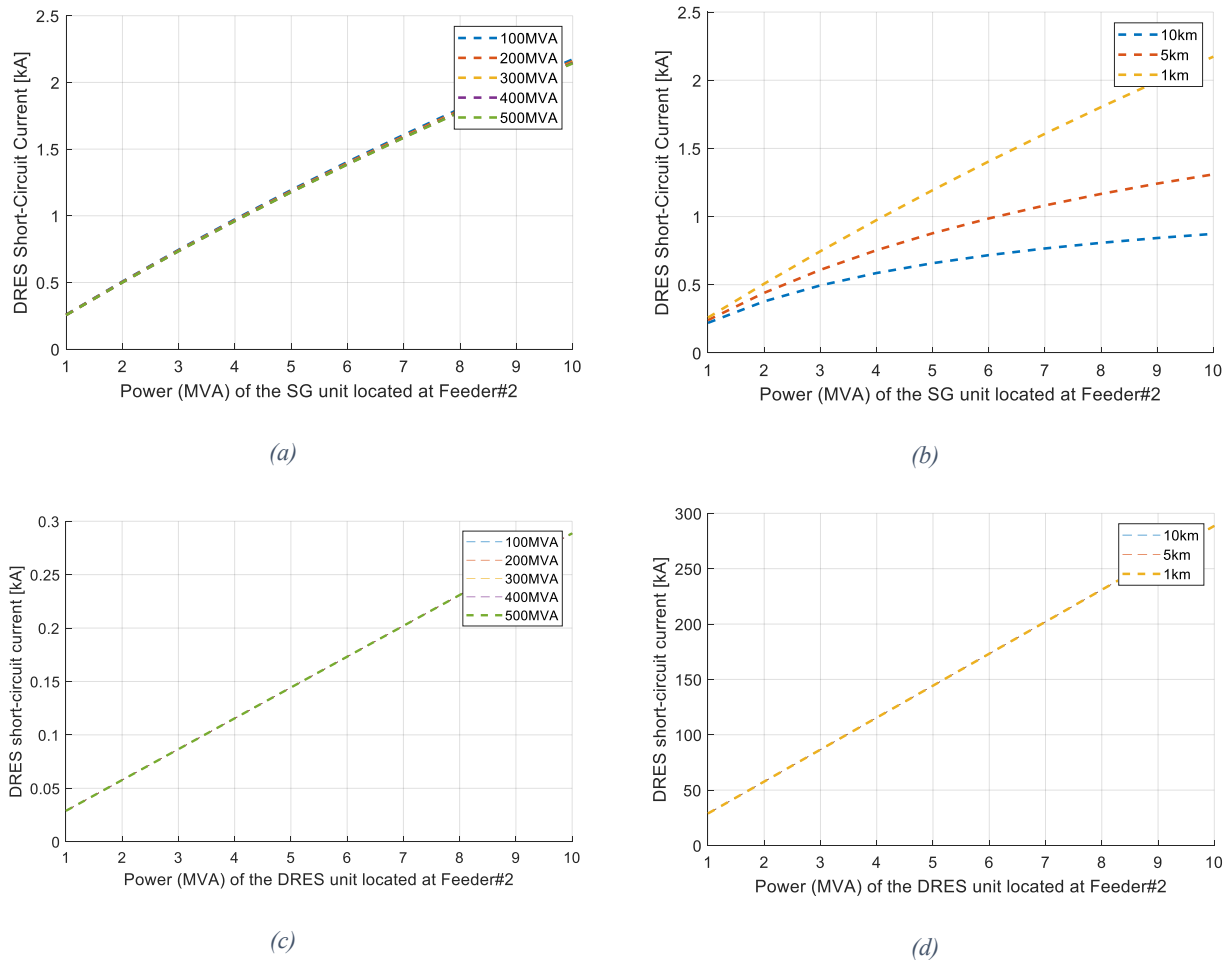 DRES Short-Circuit Current [kA]
2.5
2
1.5
1
0.5
0
1 2 3 4 5 6 7 8 9 10
Power (MVA) of the SG unit located at Feeder#2
100MVA
200MVA
300MVA
400MVA
500MVA
(a)
DRES Short-Circuit Current [kA]
2.5
2
1.5
1
0.5
0
1 2 3 4 5 6 7 8 9 10
Power (MVA) of the SG unit located at Feeder#2
10km
5km
1km
(b)
DRES short-circuit current [kA]
0.3
0.25
0.2
0.15
0.1
0.05
0
1 2 3 4 5 6 7 8 9 10
Power (MVA) of the DRES unit located at Feeder#2
100MVA
200MVA
300MVA
400MVA
500MVA
(c)
DRES short-circuit current [kA]
300
250
200
150
100
50
0
1 2 3 4 5 6 7 8 9 10
Power (MVA) of the DRES unit located at Feeder#2
10km
5km
1km
(d)